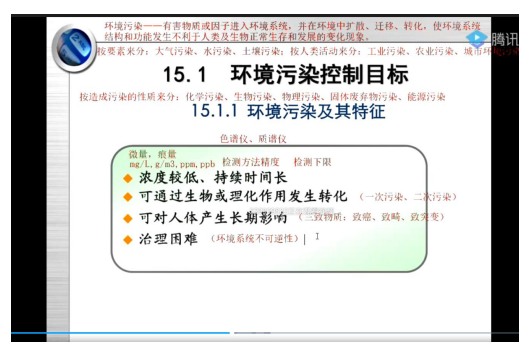 环境污染——有害物质或因子进入环境系统，并在环境中扩散、迁移、转化，使环境系统
结构和功能发生不利于人类及生物正常生存和发展的变化现象。
腾讯
按要素来分：大气污染、水污染、土壤污染；按人类活动来分：工业污染、农业污染、城市环境污染
15.1 环境污染控制目标
按造成污染的性质来分：化学污染、生物污染、物理污染、固体废弃物污染、能源污染
15.1.1 环境污染及其特征
色谱仪、质谱仪
微量，痕量
mg/L,g/m3,ppm,ppb 检测方法精度 检测下限
浓度较低、持续时间长
可通过生物或理化作用发生转化 （一次污染、二次污染）
可对人体产生长期影响 （三致物质：致癌、致畸、致突变）
治理困难 （环境系统不可逆性）